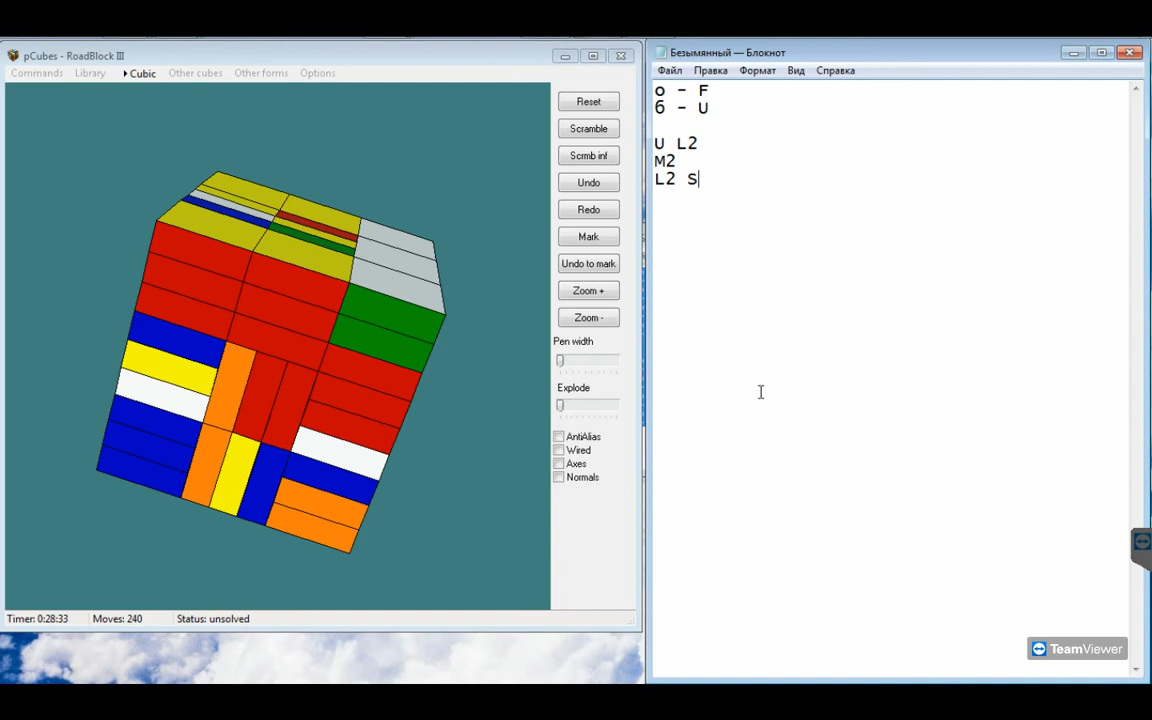 pCubes - RoadBlock III
Commands Library Cubic Other cubes Other forms Options
Reset
Scramble
Scrmb inf
Undo
Redo
Mark
Undo to mark
Zoom +
Zoom -
Pen width
Explode
AntiAlias
Wired
Axes
Normals
Timer: 0:28:33 Moves: 240 Status: unsolved
Безымянный — Блокнот
Файл Правка Формат Вид Справка
о - F
б - U
U L2
M2
L2 S
TeamViewer